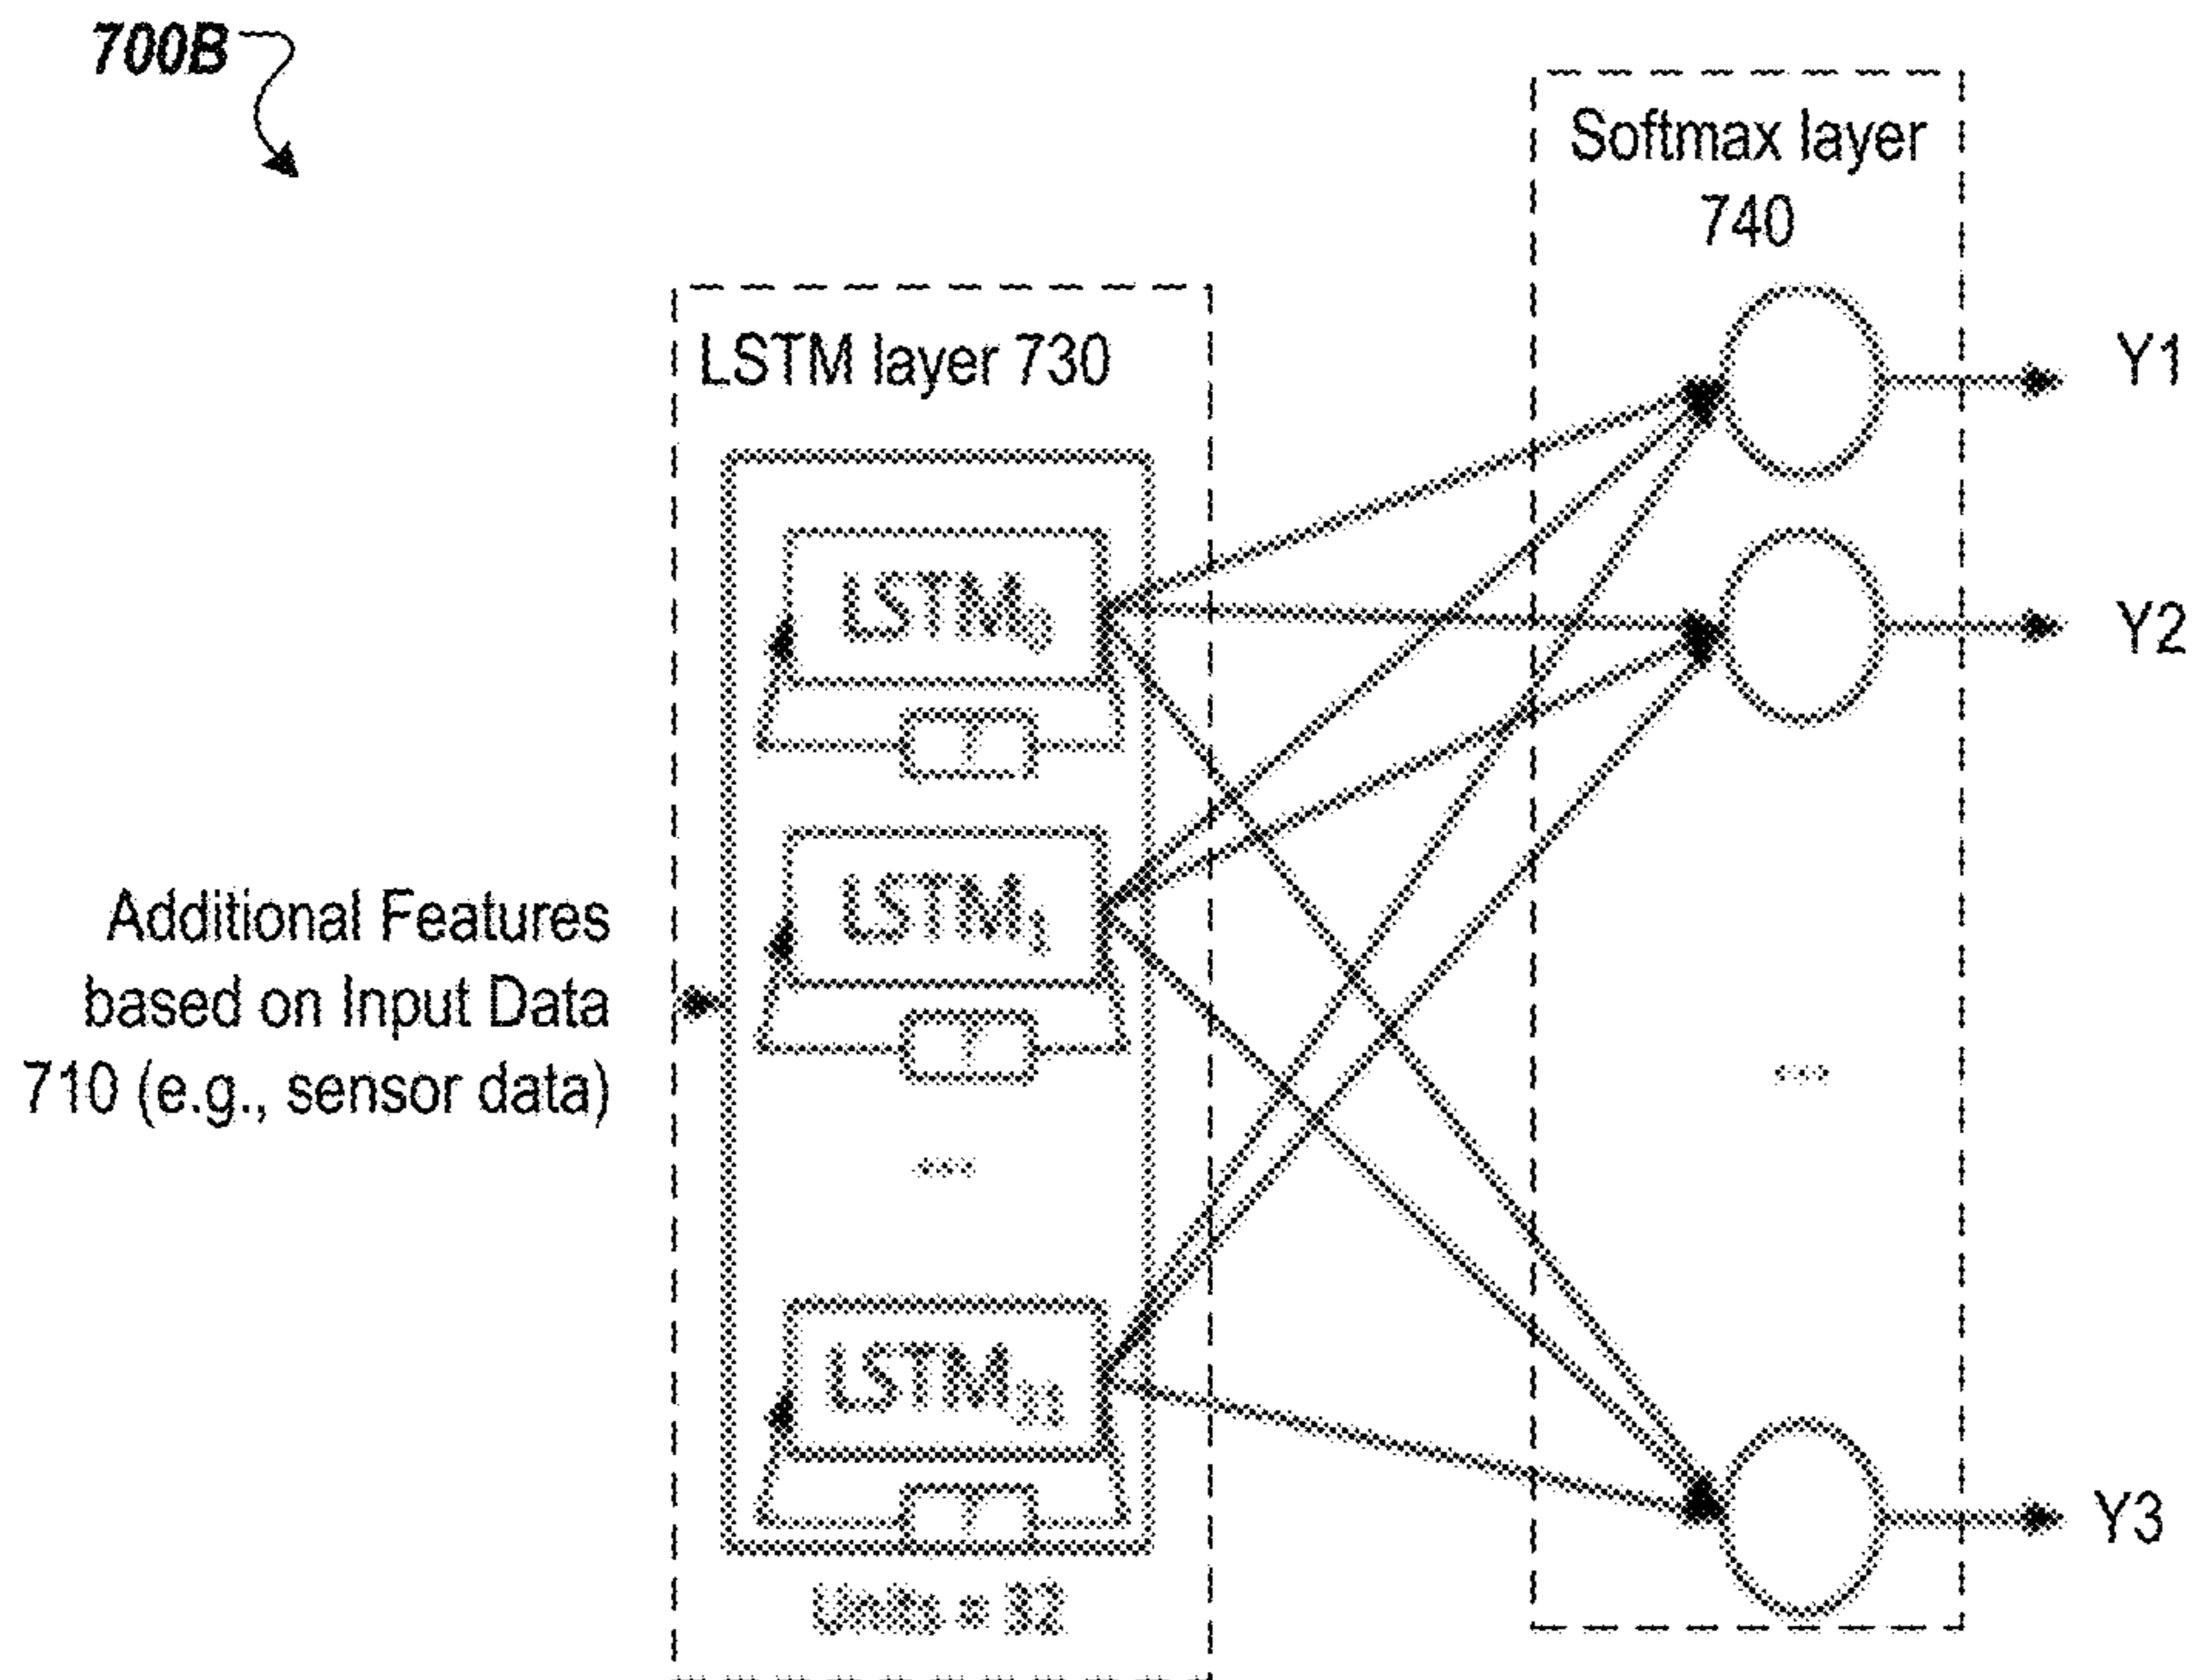 700B
Softmax layer
740
LSTM layer 730
Y1
LSTM₀
Y2
LSTM₁
Additional Features
based on Input Data
710 (e.g., sensor data)
...
...
LSTM₃₁
Y3
Units = 32